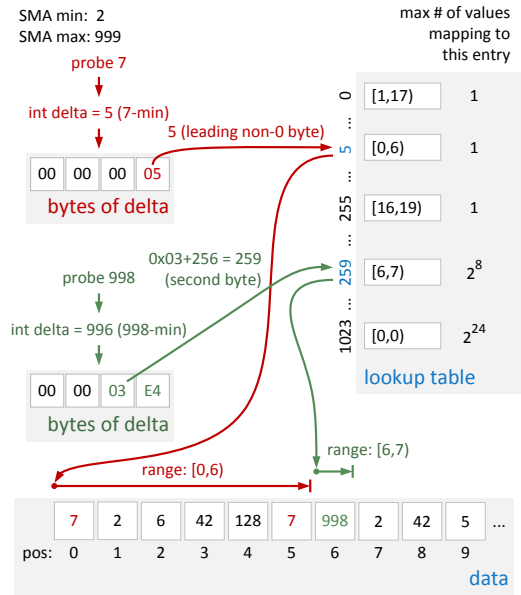 SMA min: 2
SMA max: 999
probe 7
int delta = 5 (7-min)
00 00 00 05
bytes of delta
5 (leading non-0 byte)
max # of values
mapping to
this entry
0 [1,17) 1
...
5 [0,6) 1
...
255 [16,19) 1
...
259 [6,7) 2^8
...
1023 [0,0) 2^24
lookup table
0x03+256 = 259
(second byte)
probe 998
int delta = 996 (998-min)
00 00 03 E4
bytes of delta
range: [0,6)
range: [6,7)
7 2 6 42 128 7 998 2 42 5 ...
pos: 0 1 2 3 4 5 6 7 8 9
data